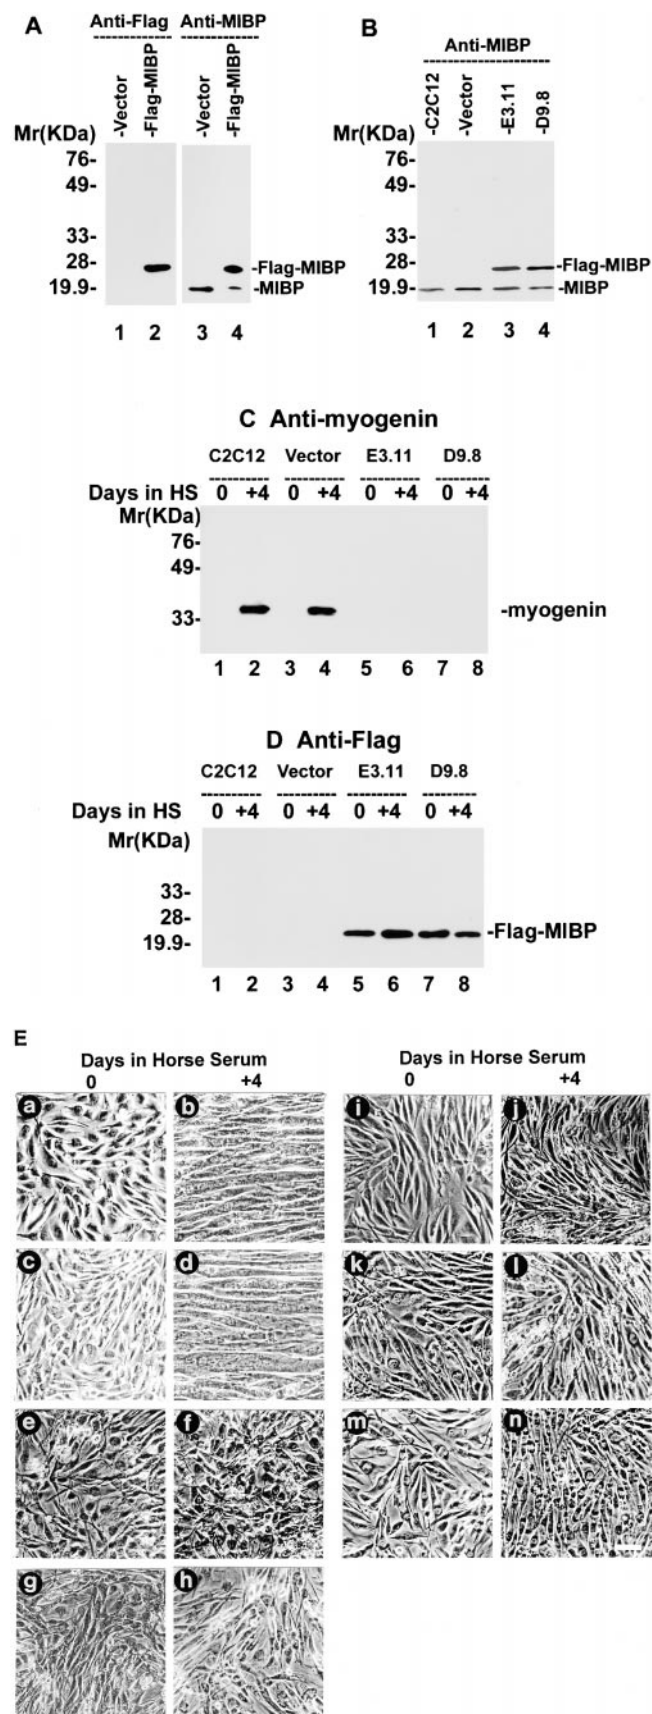 A
Anti-Flag Anti-MIBP
-Vector
-Flag-MIBP
-Vector
-Flag-MIBP
Mr(KDa)
76-
49-
33-
28-
19.9-
-Flag-MIBP
-MIBP
1 2 3 4
B
Anti-MIBP
-C2C12
-Vector
-E3.11
-D9.8
Mr(KDa)
76-
49-
33-
28-
19.9-
-Flag-MIBP
-MIBP
1 2 3 4
C Anti-myogenin
C2C12 Vector E3.11 D9.8
Days in HS 0 +4 0 +4 0 +4 0 +4
Mr(KDa)
76-
49-
33-
-myogenin
1 2 3 4 5 6 7 8
D Anti-Flag
C2C12 Vector E3.11 D9.8
Days in HS 0 +4 0 +4 0 +4 0 +4
Mr(KDa)
33-
28-
19.9-
-Flag-MIBP
1 2 3 4 5 6 7 8
E
Days in Horse Serum
0 +4
a b
c d
e f
g h
Days in Horse Serum
0 +4
i j
k l
m n